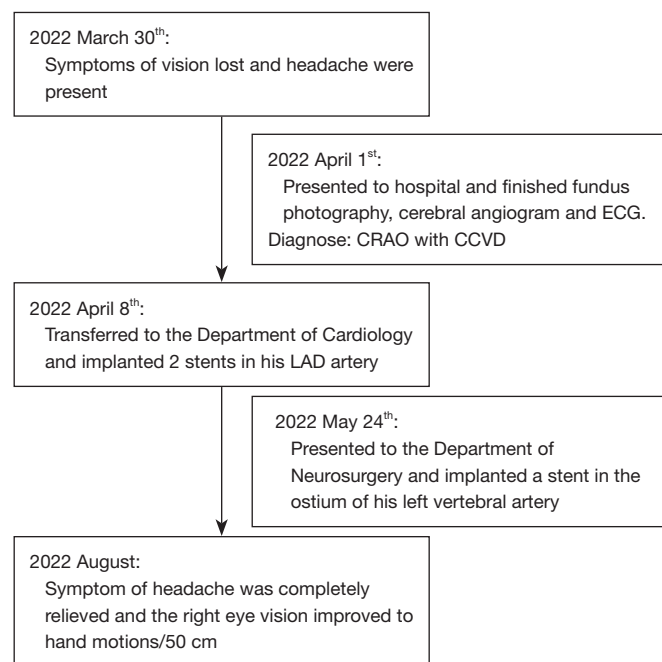 2022 March 30th:
Symptoms of vision lost and headache were
present
2022 April 1st:
Presented to hospital and finished fundus
photography, cerebral angiogram and ECG.
Diagnose: CRAO with CCVD
2022 April 8th:
Transferred to the Department of Cardiology
and implanted 2 stents in his LAD artery
2022 May 24th:
Presented to the Department of
Neurosurgery and implanted a stent in the
ostium of his left vertebral artery
2022 August:
Symptom of headache was completely
relieved and the right eye vision improved to
hand motions/50 cm